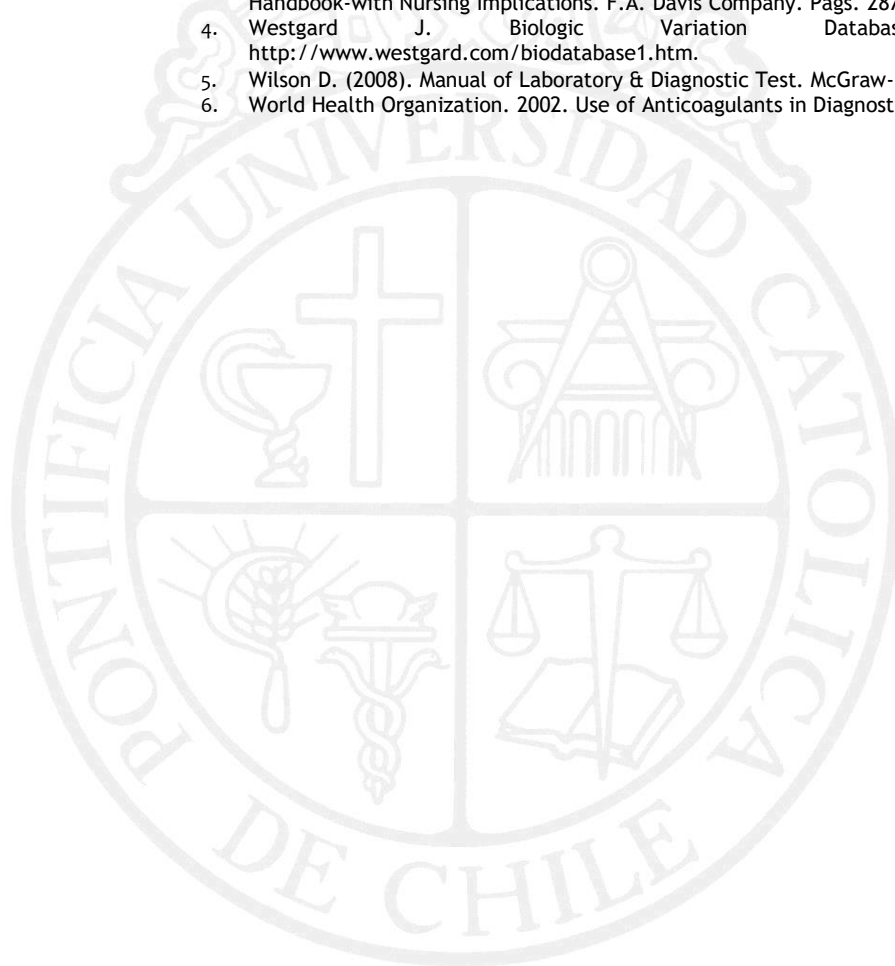 Handbook-with Nursing Implications. F.A. Davis Company. Pags. 287
4. Westgard J. Biologic Variation Databas
http://www.westgard.com/biodatabase1.htm.
5. Wilson D. (2008). Manual of Laboratory & Diagnostic Test. McGraw-
6. World Health Organization. 2002. Use of Anticoagulants in Diagnost
PONTIFICIA UNIVERSIDAD CATOLICA
DE CHILE